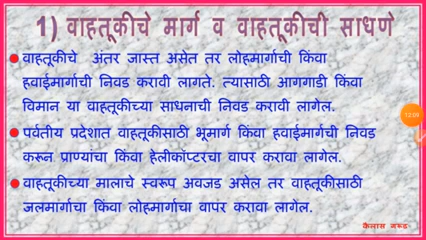 1) वाहतूकीचे मार्ग व वाहतूकीची साधणे
वाहतूकीचे अंतर जास्त असेत तर लोहमार्गाची किंवा
हवाईमार्गाची निवड करावी लागते. त्यासाठी आगगाडी किंवा
विमान या वाहतूकीच्या साधनाची निवड करावी लागेल.
पर्वतीय प्रदेशात वाहतूकीसाठी भूमार्ग किंवा हवाईमार्गची निवड
करून प्राण्यांचा किंवा हेलीकॉप्टरचा वापर करावा लागेल.
वाहतूकीच्या मालाचे स्वरूप अवजड असेल तर वाहतूकीसाठी
जलमार्गाचा किंवा लोहमार्गाचा वापर करावा लागेल.
कैलास गरूड